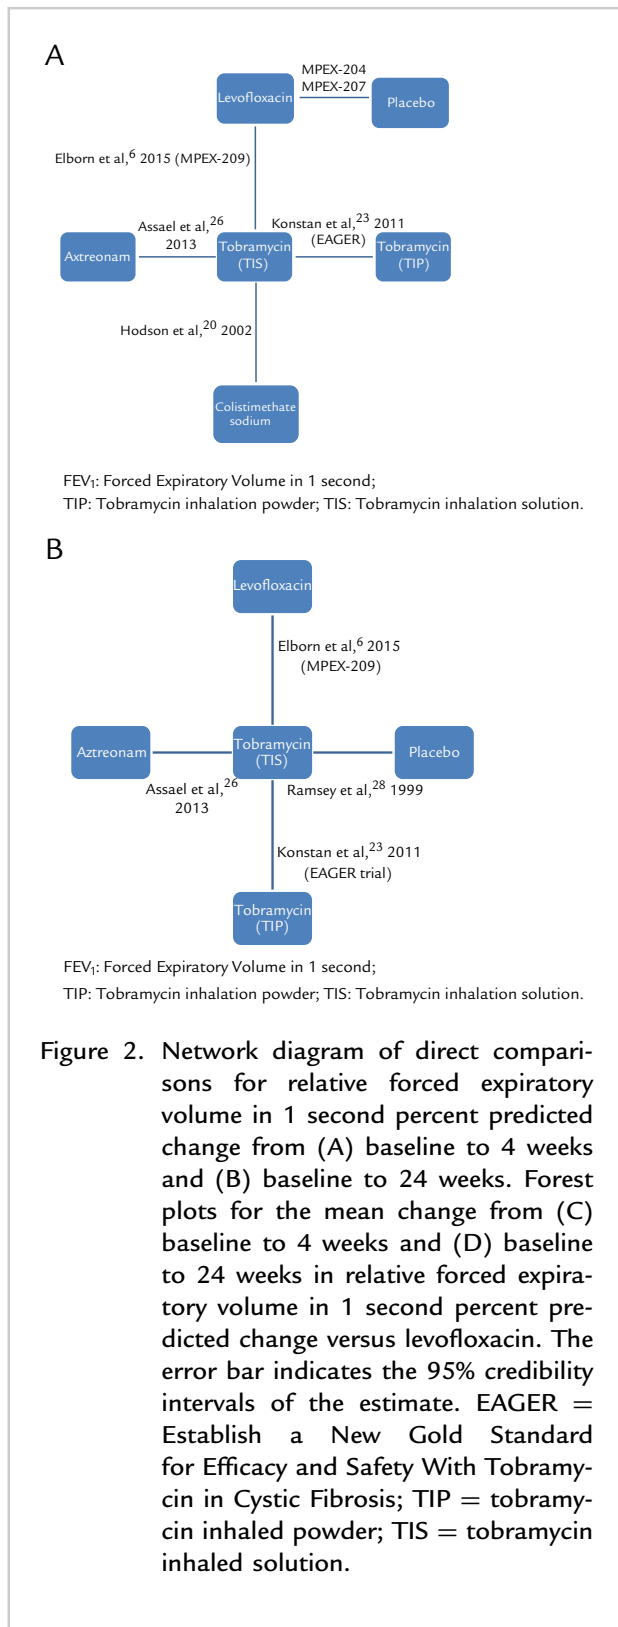 A
MPEX-204
MPEX-207
Levofloxacin
Placebo
Elborn et al,6 2015 (MPEX-209)
Assael et al,26
2013
Konstan et al,23 2011
(EAGER)
Axtreonam
Tobramycin
(TIS)
Tobramycin
(TIP)
Hodson et al,20 2002
Colistimethate
sodium
FEV1: Forced Expiratory Volume in 1 second;
TIP: Tobramycin inhalation powder; TIS: Tobramycin inhalation solution.
B
Levofloxacin
Elborn et al,6 2015
(MPEX-209)
Aztreonam
Tobramycin
(TIS)
Placebo
Assael et al,26
2013
Ramsey et al,28 1999
Konstan et al,23 2011
(EAGER trial)
Tobramycin
(TIP)
FEV1: Forced Expiratory Volume in 1 second;
TIP: Tobramycin inhalation powder; TIS: Tobramycin inhalation solution.
Figure 2. Network diagram of direct compari-
sons for relative forced expiratory
volume in 1 second percent predicted
change from (A) baseline to 4 weeks
and (B) baseline to 24 weeks. Forest
plots for the mean change from (C)
baseline to 4 weeks and (D) baseline
to 24 weeks in relative forced expira-
tory volume in 1 second percent pre-
dicted change versus levofloxacin. The
error bar indicates the 95% credibility
intervals of the estimate. EAGER =
Establish a New Gold Standard
for Efficacy and Safety With Tobramy-
cin in Cystic Fibrosis; TIP = tobramy-
cin inhaled powder; TIS = tobramycin
inhaled solution.